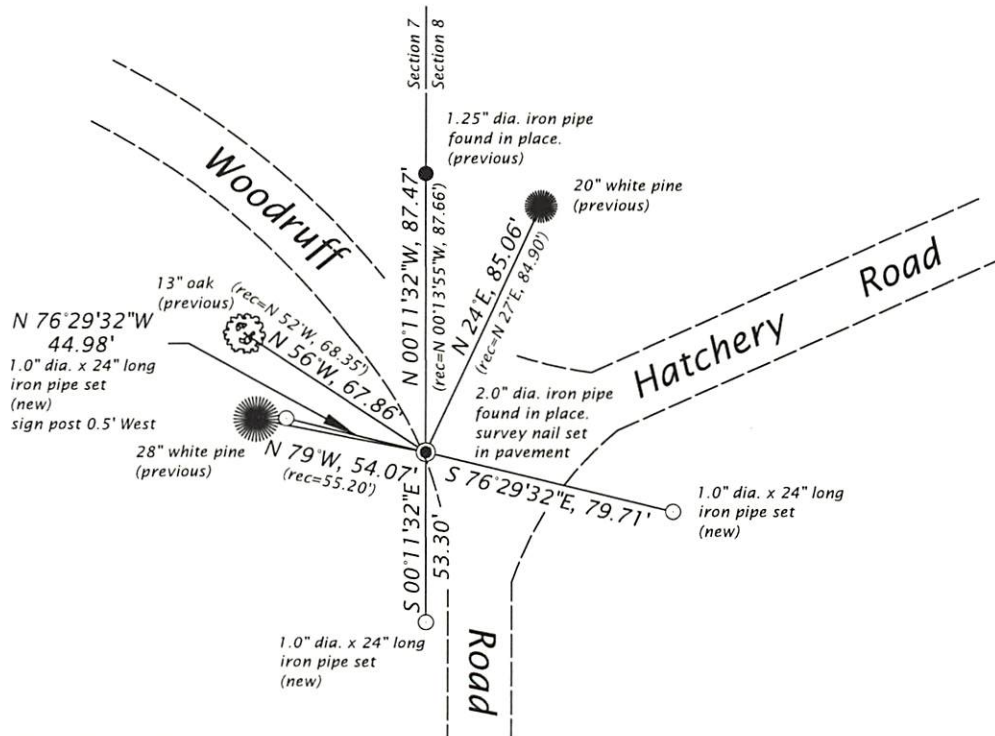 Section 7
Section 8
1.25" dia. iron pipe
found in place.
(previous)
Woodruff
20" white pine
(previous)
N 00°11'32"W, 87.47'
(rec=N 00°13'55"W, 87.66')
N 24°E, 85.06'
(rec=N 27°E, 84.90')
Hatchery Road
13" oak
(previous)
(rec=N 52°W, 68.35')
N 56°W, 67.86'
N 76°29'32"W
44.98'
1.0" dia. x 24" long
iron pipe set
(new)
sign post 0.5' West
2.0" dia. iron pipe
found in place.
survey nail set
in pavement
28" white pine
(previous)
N 79°W, 54.07'
(rec=55.20')
S 76°29'32"E, 79.71'
1.0" dia. x 24" long
iron pipe set
(new)
S 00°11'32"E
53.30'
1.0" dia. x 24" long
iron pipe set
(new)
Road